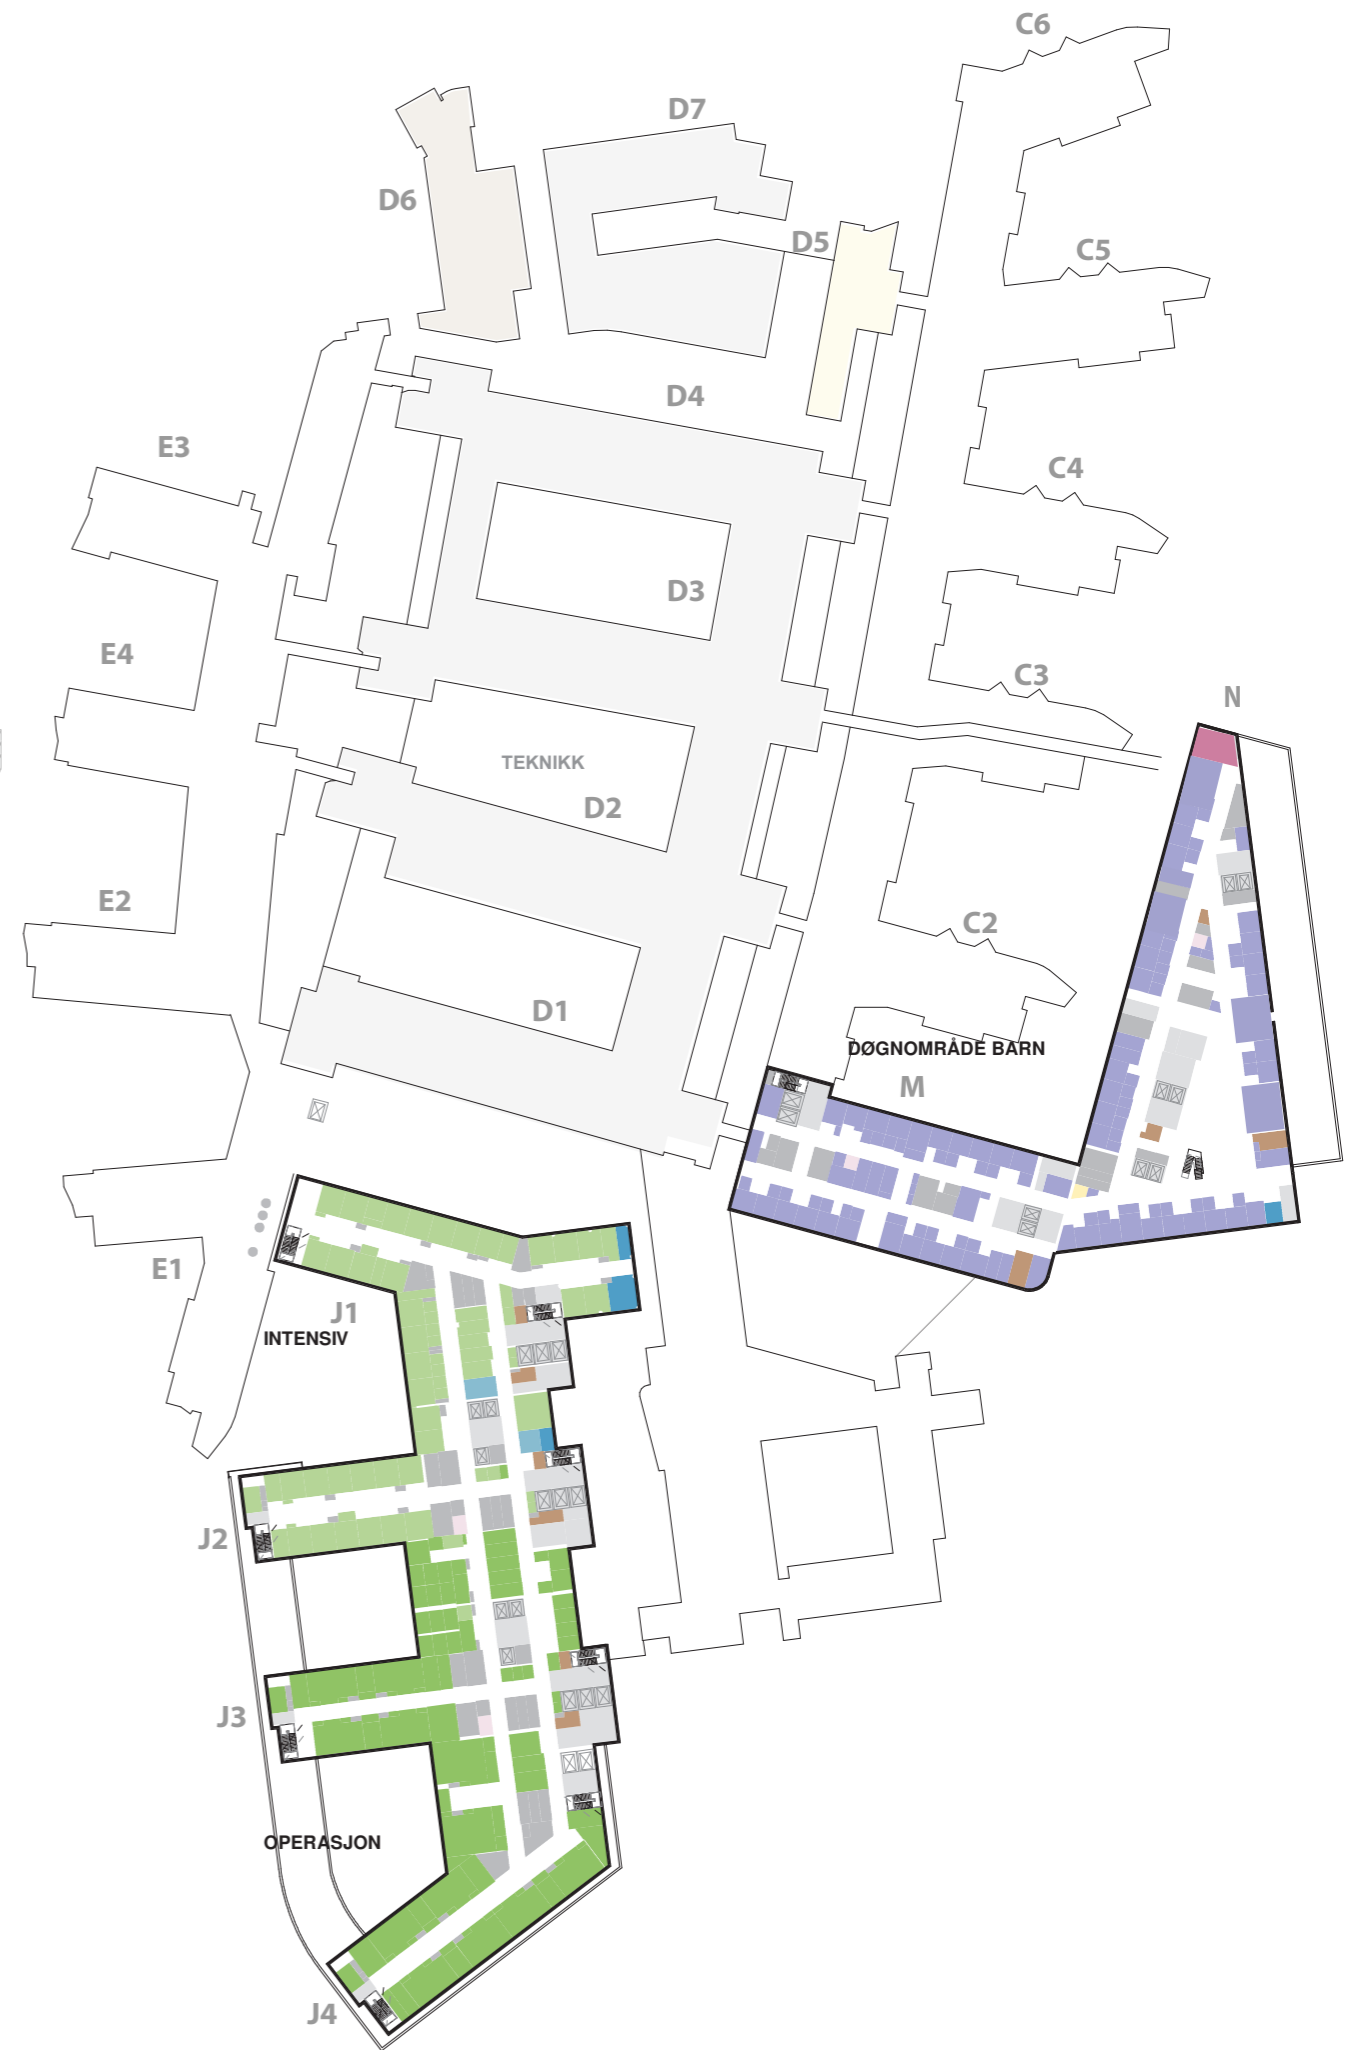 C6
D7
D6
D5
C5
D4
E3
C4
D3
E4
C3
N
TEKNIKK
D2
E2
C2
D1
DØGNOMRÅDE BARN
M
E1
J1
INTENSIV
J2
J3
OPERASJON
J4